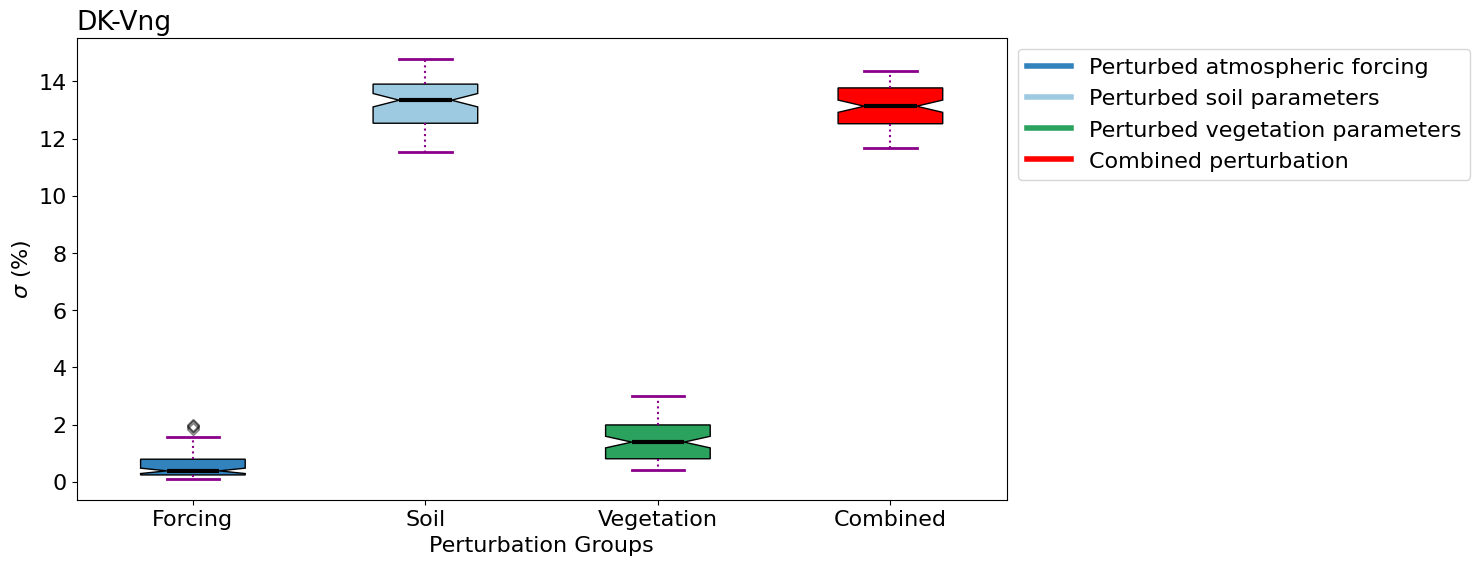 DK-Vng
14
12
10
8
6
4
2
0
σ (%)
Forcing Soil Vegetation Combined
Perturbation Groups
Perturbed atmospheric forcing
Perturbed soil parameters
Perturbed vegetation parameters
Combined perturbation